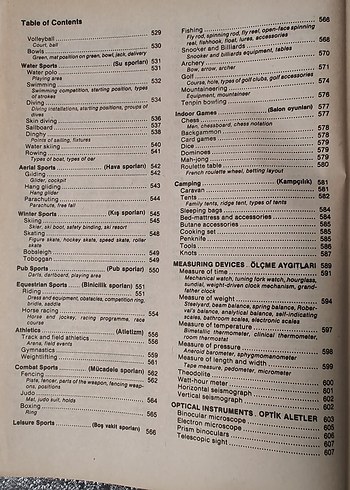 Table of Contents
Volleyball 529
Court, ball
Bowls 530
Green, mat position on green, bowl, jack, delivery
Water Sports (Su sporları) 531
Water polo 531
Playing area
Swimming 532
Swimming competition, starting position, types
of strokes
Diving 534
Diving installations, starting positions, groups of
dives
Skin diving 536
Sailboard 537
Dinghy 538
Points of sailing, fixtures
Water skiing 540
Rowing 541
Types of boat, types of oar
Aerial Sports (Hava sporları) 542
Gliding 542
Glider, cockpit
Hang gliding 543
Hang glider
Parachuting 544
Parachute, free fall
Winter Sports (Kış sporları) 545
Skiing 545
Skier, ski boot, safety binding, ski resort
Skating 548
Figure skate, hockey skate, speed skate, roller
skate
Bobsleigh 549
Toboggan 549
Pub Sports (Pub sporları) 550
Darts, dartboard, playing area
Equestrian Sports (Binicilik sporları) 551
Riding 551
Dress and equipment, obstacles, competition ring,
bridle, saddle
Horse racing 554
Horse and jockey, racing programme, race
course
Athletics (Atletizm) 556
Track and field athletics 556
Arena, field events
Gymnastics 559
Weightlifting 561
Combat Sports (Mücadele sporları) 562
Fencing 562
Piste, fencer, parts of the weapon, fencing weap-
ons, positions
Judo 564
Mat, judo suit, holds
Boxing 565
Ring
Leisure Sports (Boş vakit sporları) 566
Fishing 566
Fly rod, spinning rod, fly reel, open-face spinning
reel, fishhook, float, lures, accessories
Snooker and Billiards 568
Snooker and billiards equipment, tables
Archery 570
Bow, arrow, archer
Golf 571
Course, hole, types of golf clubs, golf accessories
Mountaineering 574
Equipment, mountaineer
Tenpin bowling 576
Indoor Games (Salon oyunları) 577
Chess 577
Men, chessboard, chess notation
Backgammon 578
Card games 578
Dice 579
Dominoes 579
Mah-jong 579
Roulette table 580
French roulette wheel, betting layout
Camping (Kampçılık) 581
Caravan 581
Tents 582
Family tents, ridge tent, types of tents
Sleeping bags 584
Bed-mattress and accessories 584
Butane accessories 585
Cooking set 585
Penknife 585
Tools 586
Knots 587
MEASURING DEVICES . ÖLÇME AYGITLARI 589
Measure of time 591
Mechanical watch, tuning fork watch, hourglass,
sundial, weight-driven clock mechanism, grand-
father clock
Measure of weight 594
Steelyard, beam balance, spring balance, Rober-
val's balance, analytical balance, self-indicating
scales, bathroom scales, electronic scales
Measure of temperature 597
Bimetallic thermometer, clinical thermometer,
room thermostat
Measure of pressure 598
Aneroid barometer, sphygmomanometer
Measure of length and width 599
Tape measure, pedometer, micrometer
Theodolite 600
Watt-hour meter 601
Horizontal seismograph 602
Vertical seismograph 602
OPTICAL INSTRUMENTS . OPTİK ALETLER 603
Binocular microscope 605
Electron microscope 606
Prism binoculars 607
Telescopic sight 607